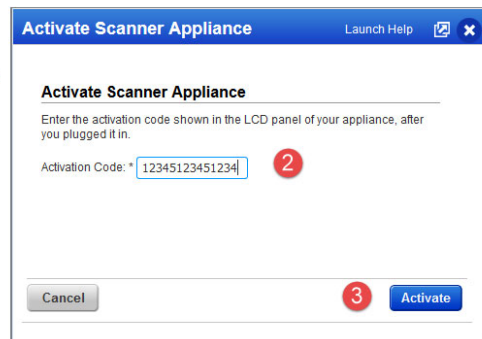 Activate Scanner Appliance Launch Help
Activate Scanner Appliance
Enter the activation code shown in the LCD panel of your appliance, after
you plugged it in.
Activation Code: * 12345123451234 2
Cancel 3 Activate